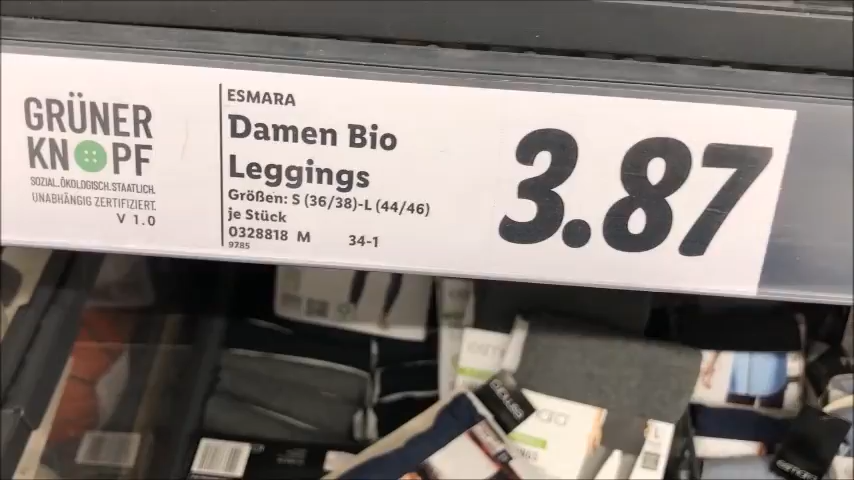 GRÜNER
KNOPF
SOZIAL. ÖKOLOGISCH. STAATLICH.
UNABHÄNGIG ZERTIFIZIERT.
V 1.0
ESMARA
Damen Bio
Leggings
Größen: S (36/38)-L (44/46)
je Stück
0328818 M 34-1
9785
3.87
L